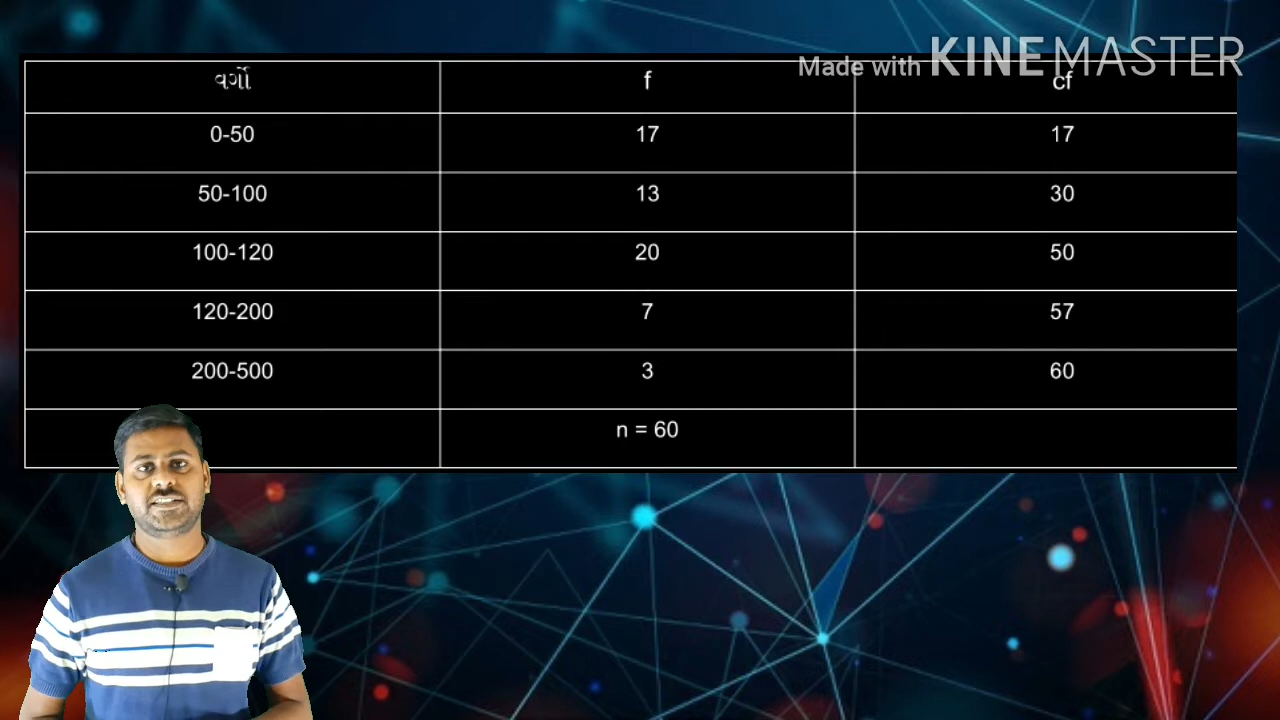 Made with KINEMASTER
વર્ગો f cf
0-50 17 17
50-100 13 30
100-120 20 50
120-200 7 57
200-500 3 60
n = 60